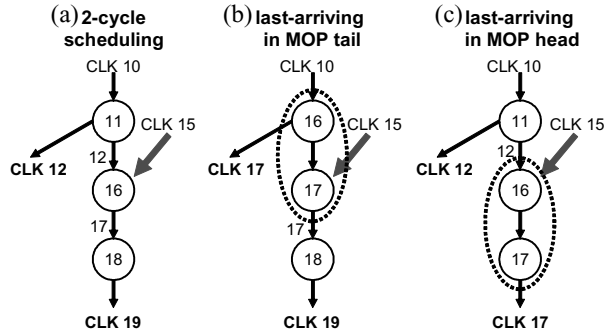 (a) 2-cycle scheduling
CLK 10
11
CLK 15
CLK 12
12
16
17
18
CLK 19
(b) last-arriving in MOP tail
CLK 10
16
CLK 15
CLK 17
17
17
18
CLK 19
(c) last-arriving in MOP head
CLK 10
11
CLK 15
CLK 12
12
16
17
CLK 17